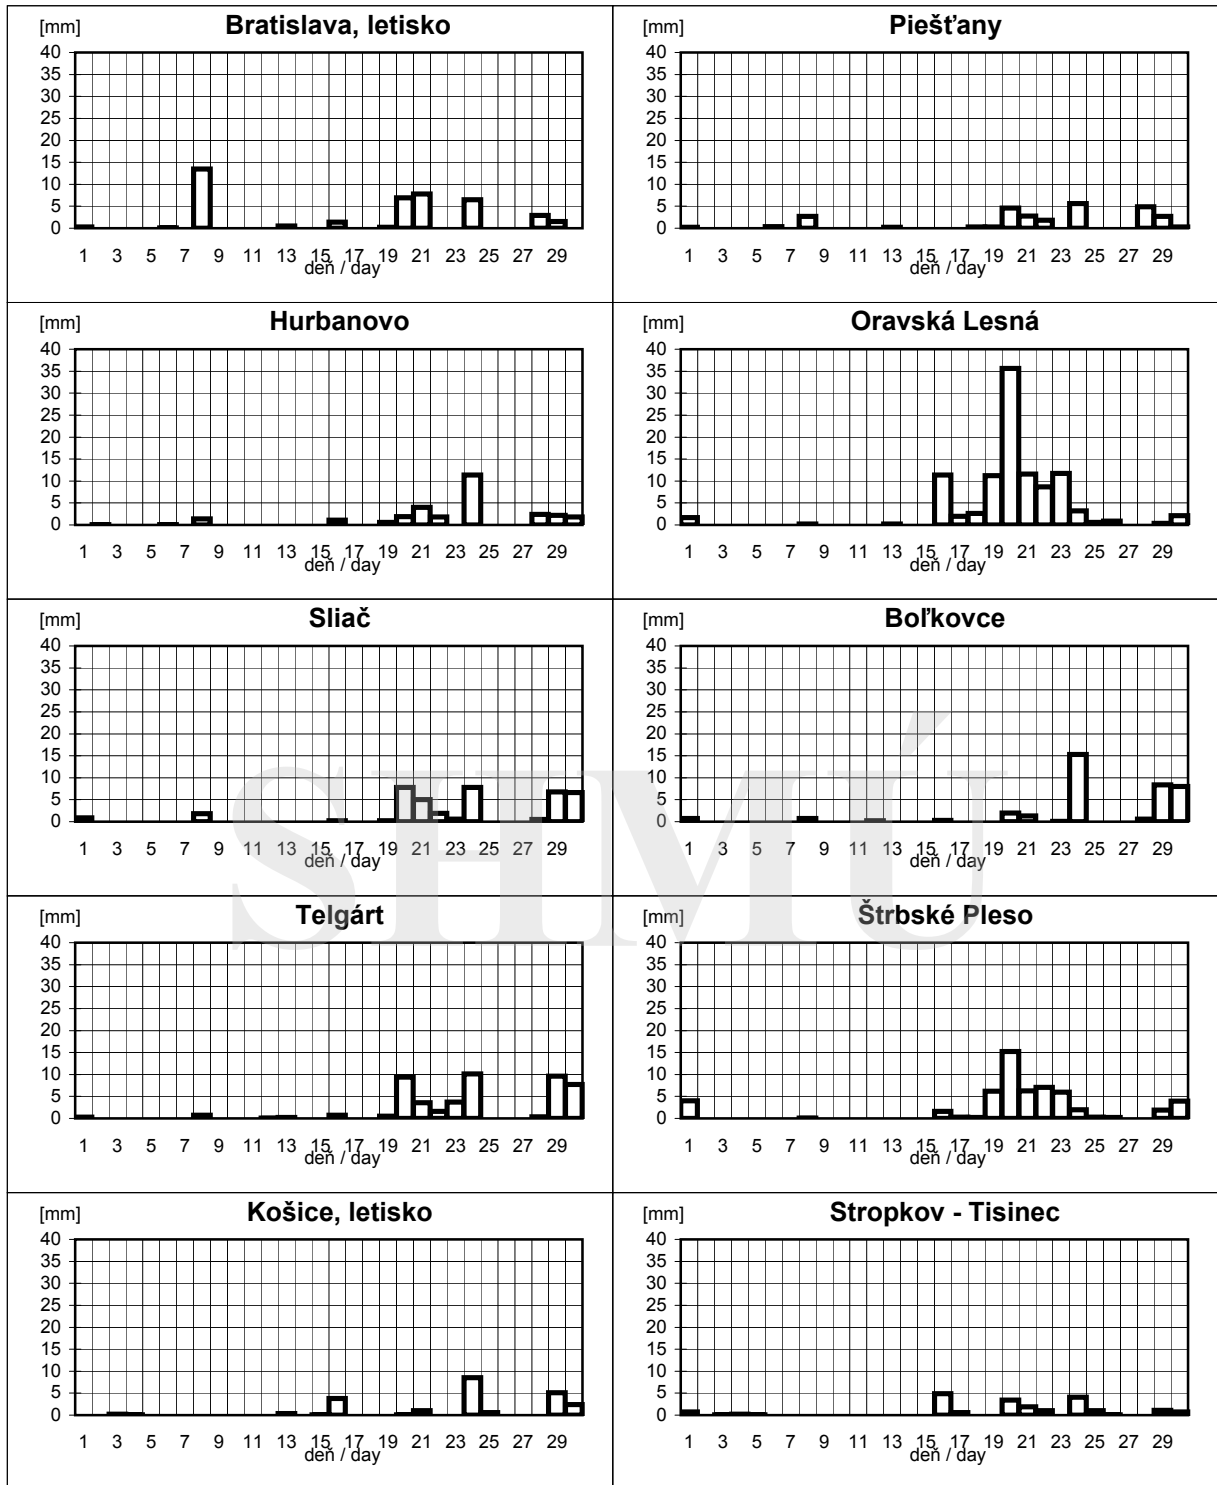 Bratislava, letisko
[mm]
40
35
30
25
20
15
10
5
0
1 3 5 7 9 11 13 15 17 19 21 23 25 27 29
deň / day
Piešťany
[mm]
40
35
30
25
20
15
10
5
0
1 3 5 7 9 11 13 15 17 19 21 23 25 27 29
deň / day
Hurbanovo
[mm]
40
35
30
25
20
15
10
5
0
1 3 5 7 9 11 13 15 17 19 21 23 25 27 29
deň / day
Oravská Lesná
[mm]
40
35
30
25
20
15
10
5
0
1 3 5 7 9 11 13 15 17 19 21 23 25 27 29
deň / day
Sliač
[mm]
40
35
30
25
20
15
10
5
0
1 3 5 7 9 11 13 15 17 19 21 23 25 27 29
deň / day
Boľkovce
[mm]
40
35
30
25
20
15
10
5
0
1 3 5 7 9 11 13 15 17 19 21 23 25 27 29
deň / day
SHMÚ
Telgárt
[mm]
40
35
30
25
20
15
10
5
0
1 3 5 7 9 11 13 15 17 19 21 23 25 27 29
deň / day
Štrbské Pleso
[mm]
40
35
30
25
20
15
10
5
0
1 3 5 7 9 11 13 15 17 19 21 23 25 27 29
deň / day
Košice, letisko
[mm]
40
35
30
25
20
15
10
5
0
1 3 5 7 9 11 13 15 17 19 21 23 25 27 29
deň / day
Stropkov - Tisinec
[mm]
40
35
30
25
20
15
10
5
0
1 3 5 7 9 11 13 15 17 19 21 23 25 27 29
deň / day